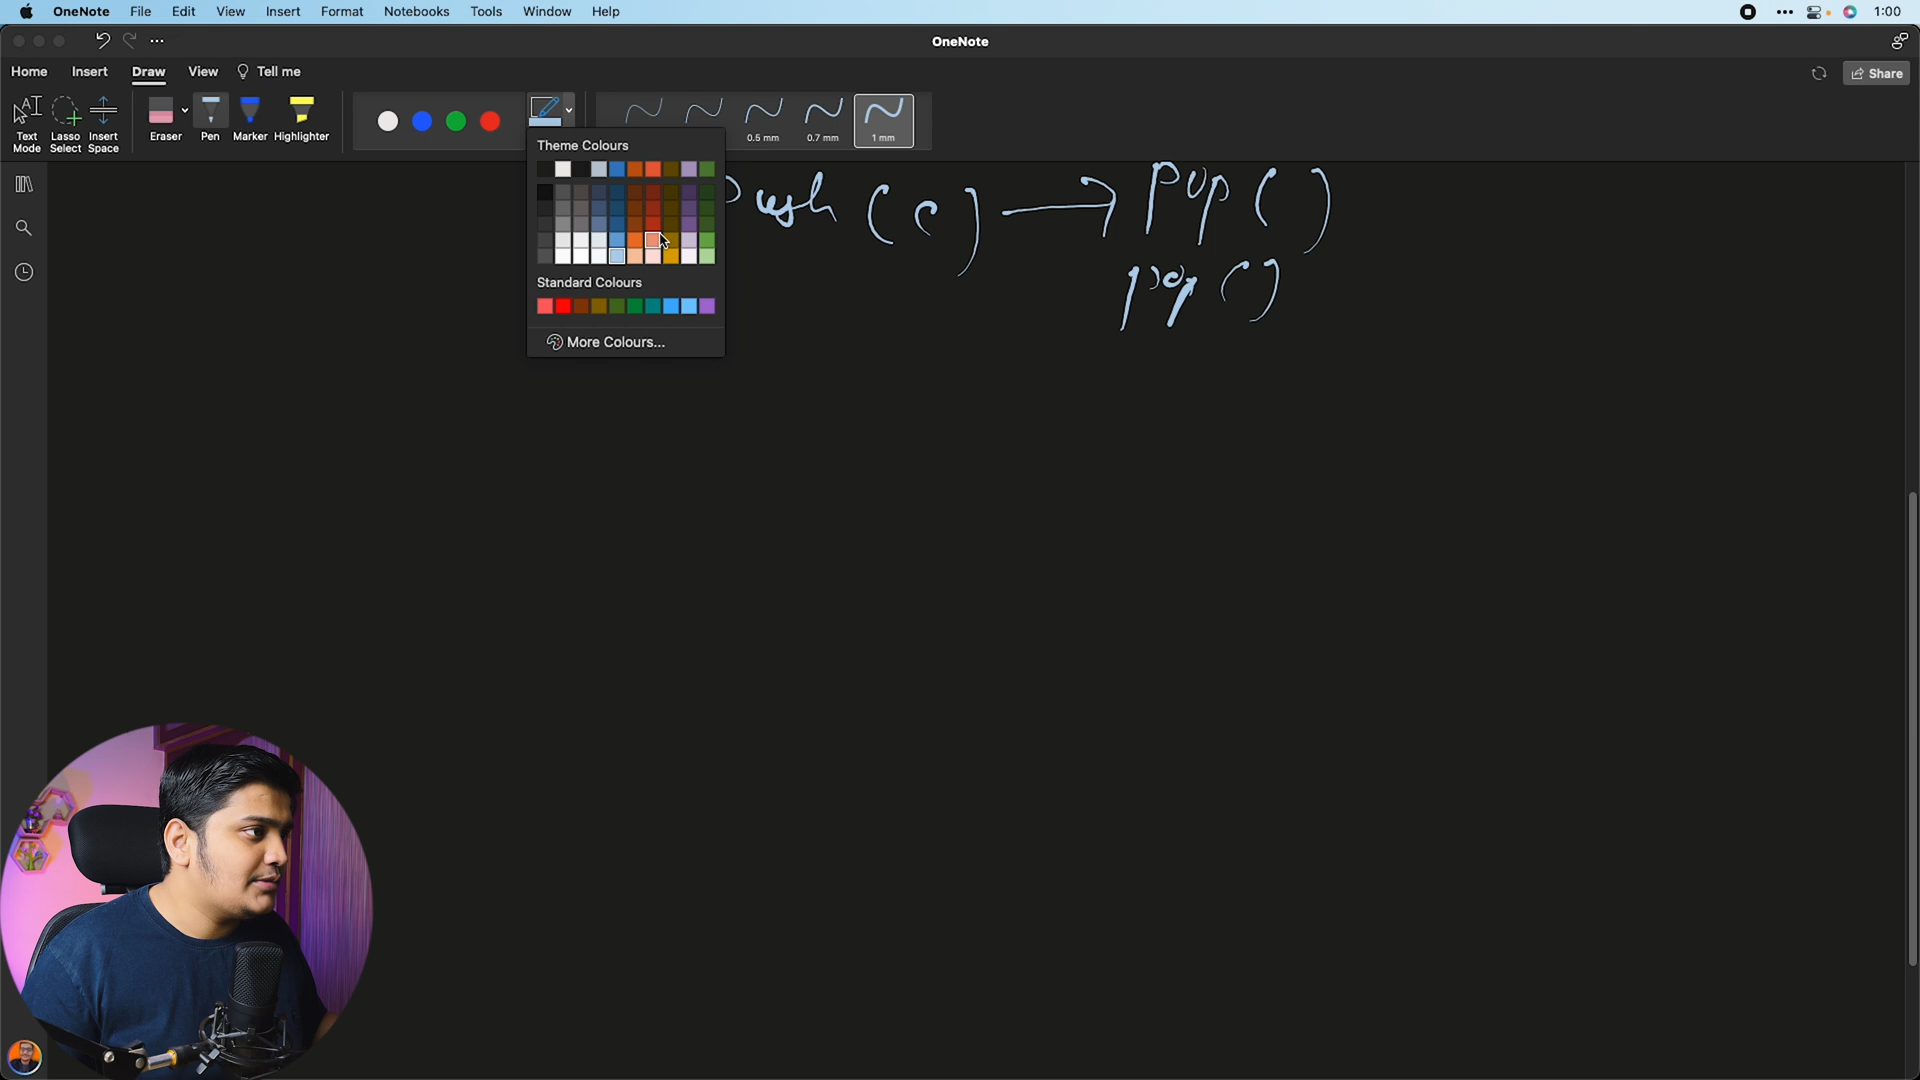 OneNote File Edit View Insert Format Notebooks Tools Window Help 1:00
OneNote
Home Insert Draw View Tell me Share
Text Mode
Lasso Select
Insert Space
Eraser
Pen
Marker
Highlighter
0.5 mm
0.7 mm
1 mm
Theme Colours
Standard Colours
More Colours...
push (c) → pop ( )
pop ( )